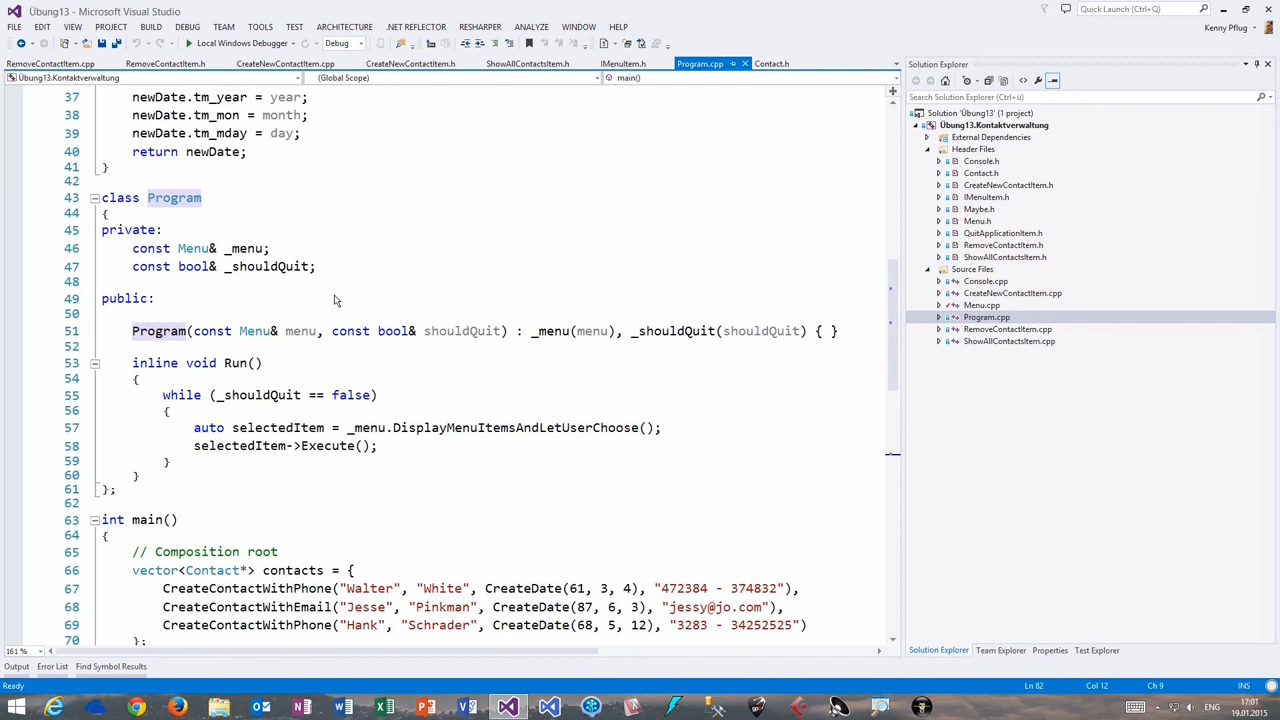 Übung13.Kontaktverwaltung - Microsoft Visual Studio
Quick Launch (Ctrl+Q)
FILE EDIT VIEW PROJECT BUILD DEBUG TEAM TOOLS TEST ARCHITECTURE .NET REFLECTOR RESHARPER ANALYZE WINDOW HELP
Kenny Pflug
Local Windows Debugger Debug
RemoveContactItem.cpp RemoveContactItem.h CreateNewContactItem.cpp CreateNewContactItem.h ShowAllContactsItem.h IMenuItem.h Program.cpp Contact.h
Übung13.Kontaktverwaltung (Global Scope) main()
37 newDate.tm_year = year;
38 newDate.tm_mon = month;
39 newDate.tm_mday = day;
40 return newDate;
41 }
42
43 class Program
44 {
45 private:
46 const Menu& _menu;
47 const bool& _shouldQuit;
48
49 public:
50
51 Program(const Menu& menu, const bool& shouldQuit) : _menu(menu), _shouldQuit(shouldQuit) { }
52
53 inline void Run()
54 {
55 while (_shouldQuit == false)
56 {
57 auto selectedItem = _menu.DisplayMenuItemsAndLetUserChoose();
58 selectedItem->Execute();
59 }
60 }
61 };
62
63 int main()
64 {
65 // Composition root
66 vector<Contact*> contacts = {
67 CreateContactWithPhone("Walter", "White", CreateDate(61, 3, 4), "472384 - 374832"),
68 CreateContactWithEmail("Jesse", "Pinkman", CreateDate(87, 6, 3), "jessy@jo.com"),
69 CreateContactWithPhone("Hank", "Schrader", CreateDate(68, 5, 12), "3283 - 34252525")
70 };
161 %
Solution Explorer
Search Solution Explorer (Ctrl+ü)
Solution 'Übung13' (1 project)
Übung13.Kontaktverwaltung
External Dependencies
Header Files
Console.h
Contact.h
CreateNewContactItem.h
IMenuItem.h
Maybe.h
Menu.h
QuitApplicationItem.h
RemoveContactItem.h
ShowAllContactsItem.h
Source Files
Console.cpp
CreateNewContactItem.cpp
Menu.cpp
Program.cpp
RemoveContactItem.cpp
ShowAllContactsItem.cpp
Solution Explorer Team Explorer Properties Test Explorer
Output Error List Find Symbol Results
Ready Ln 82 Col 12 Ch 9 INS
ENG
17:01
19.01.2015